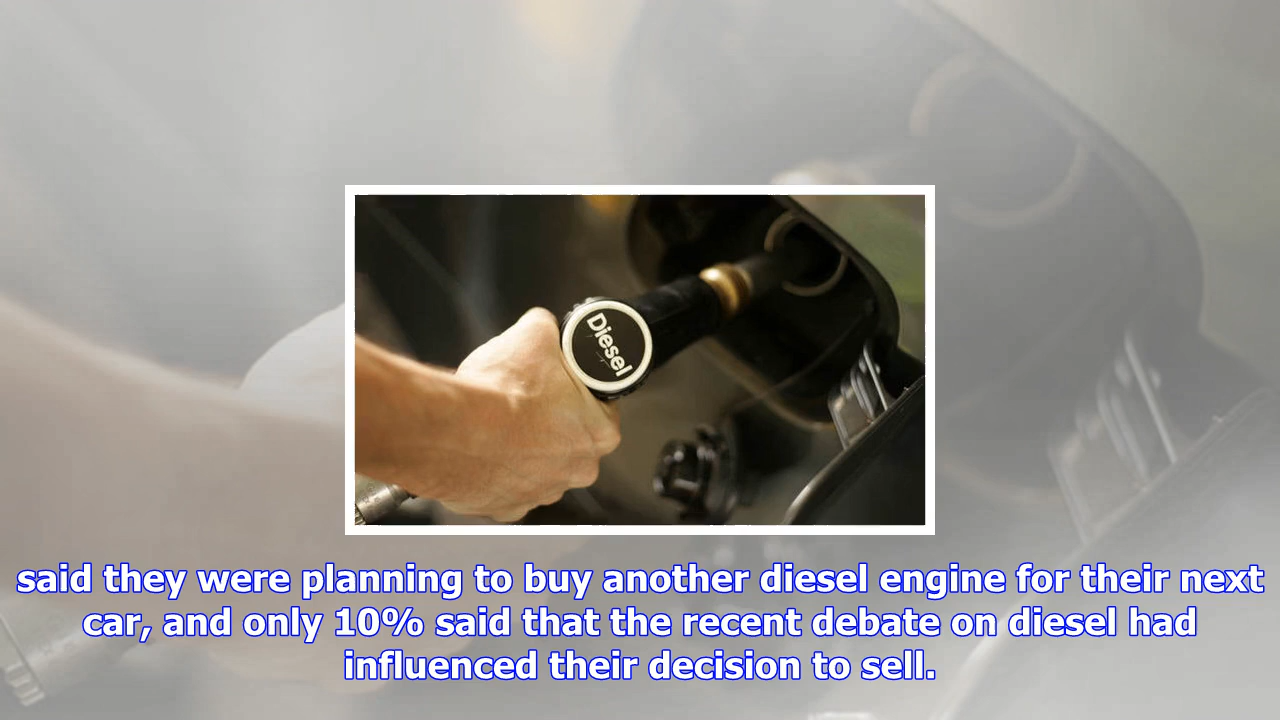 Diesel
said they were planning to buy another diesel engine for their next
car, and only 10% said that the recent debate on diesel had
influenced their decision to sell.